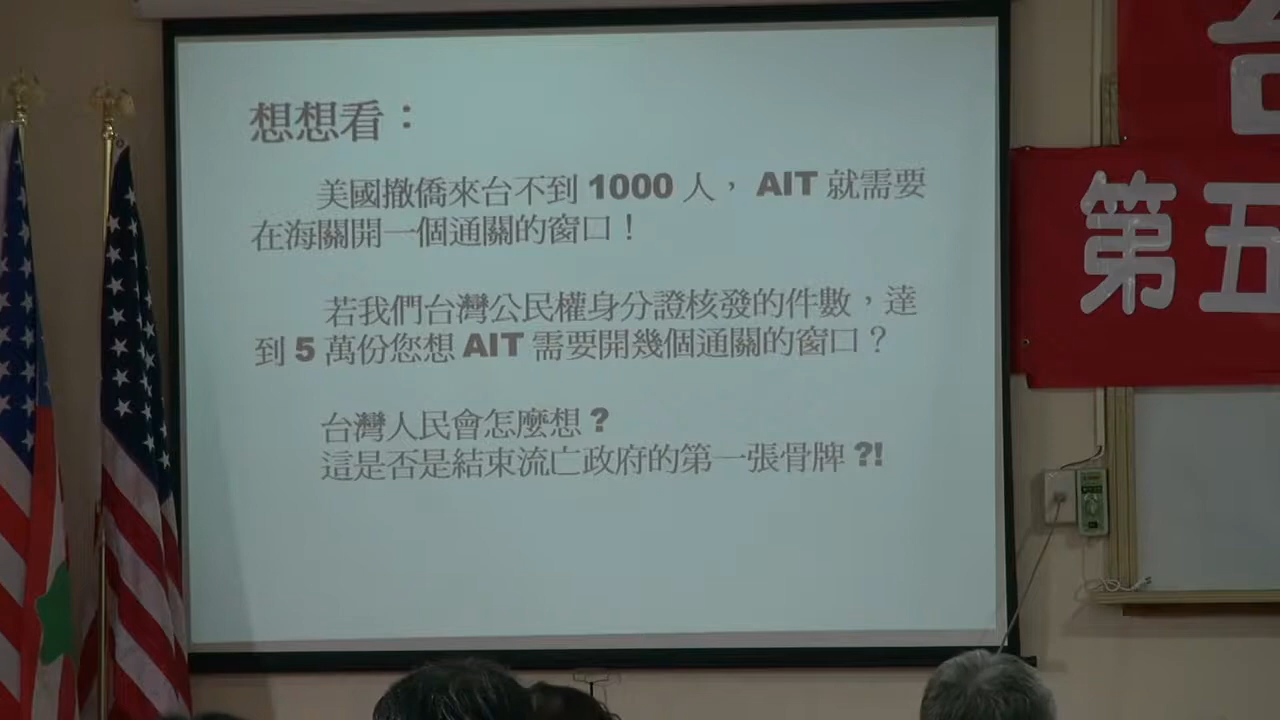 想想看：
美國撤僑來台不到 1000 人， AIT 就需要
在海關開一個通關的窗口！
若我們台灣公民權身分證核發的件數，達
到 5 萬份您想 AIT 需要開幾個通關的窗口？
台灣人民會怎麼想 ?
這是否是結束流亡政府的第一張骨牌 ?!
第五